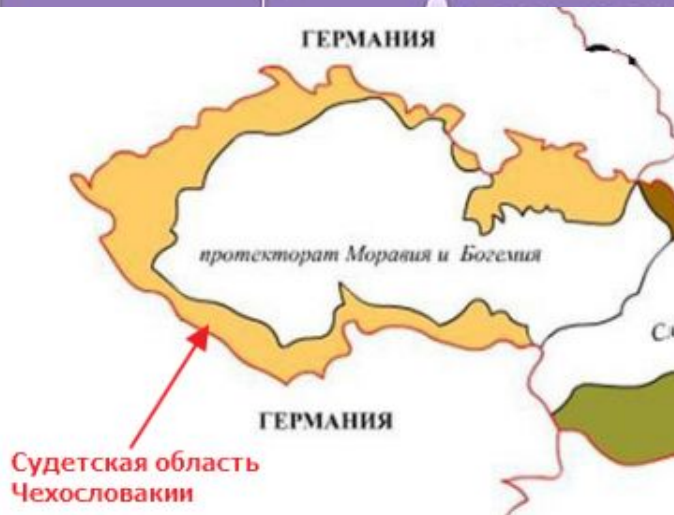 ГЕРМАНИЯ
протекторат Моравия и Богемия
ГЕРМАНИЯ
Судетская область
Чехословакии